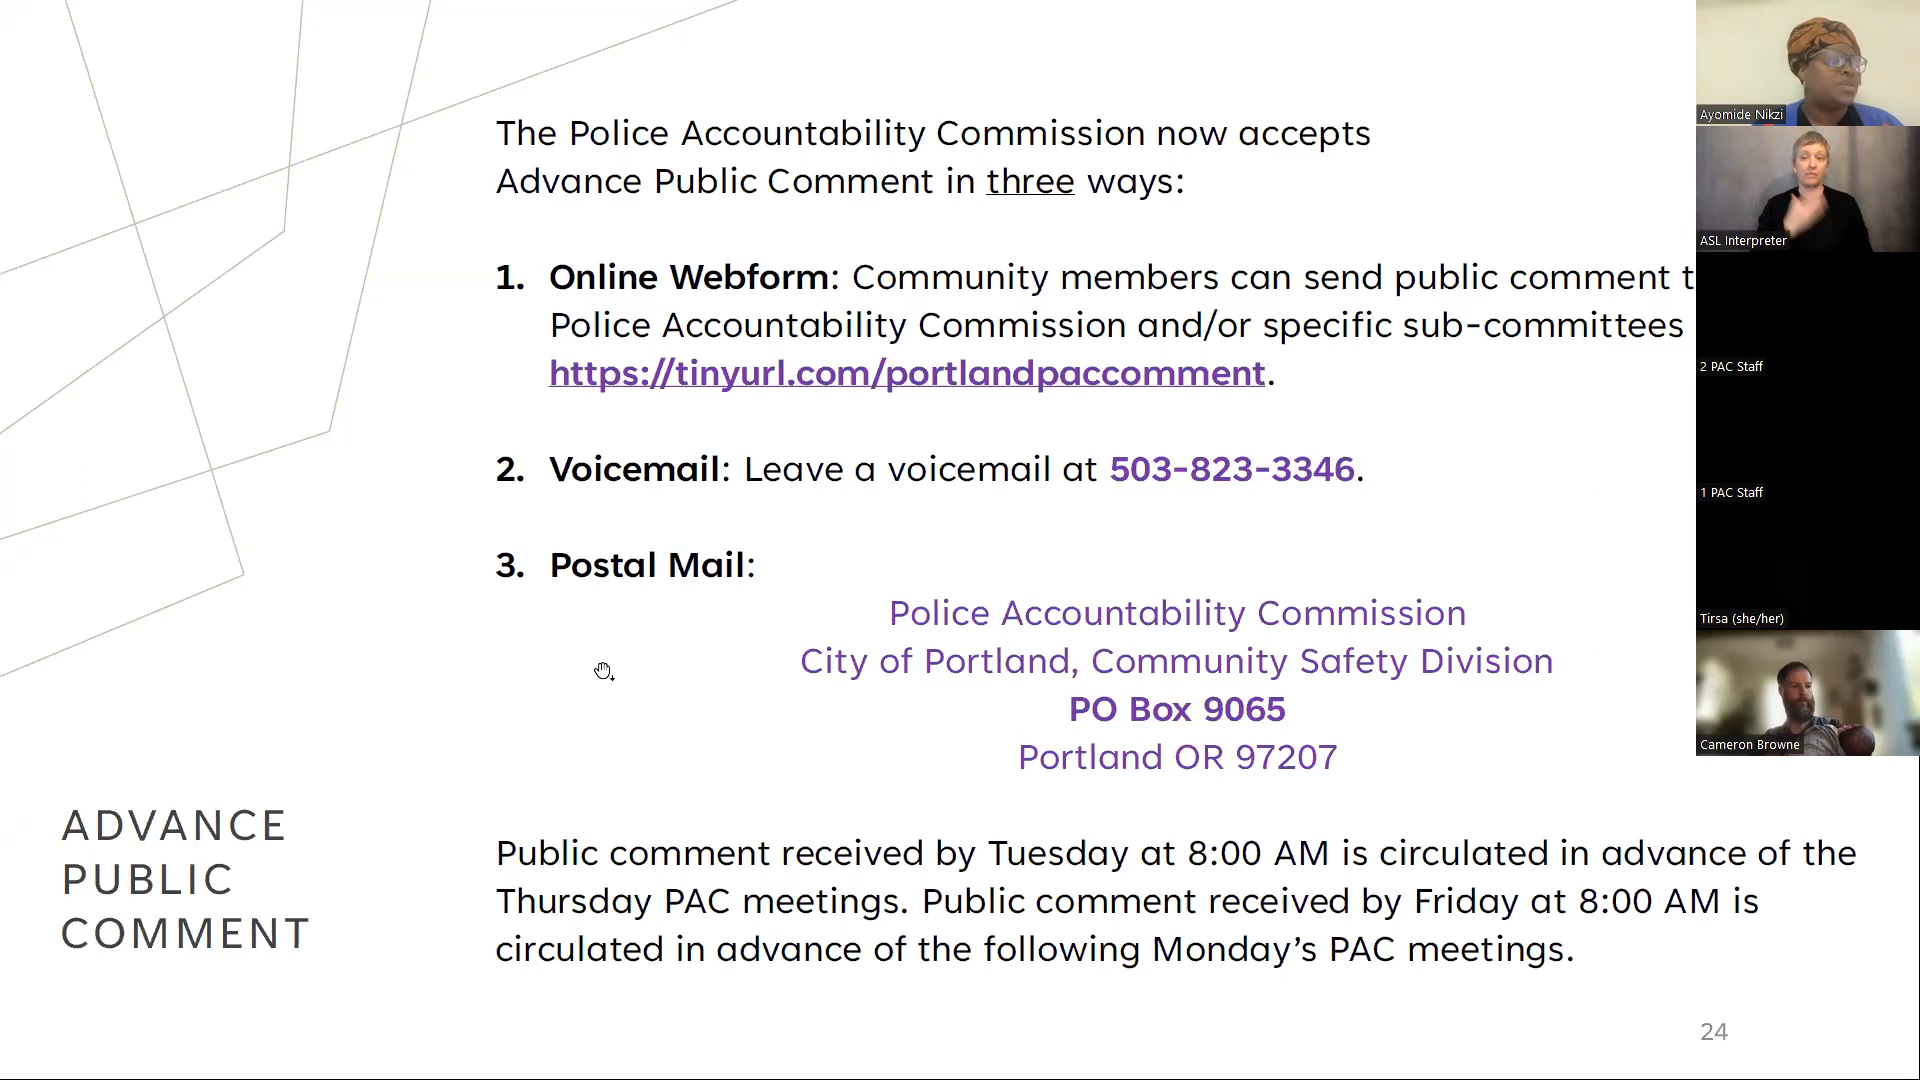 The Police Accountability Commission now accepts
Advance Public Comment in three ways:
1. Online Webform: Community members can send public comment t
Police Accountability Commission and/or specific sub-committees
https://tinyurl.com/portlandpaccomment.
2. Voicemail: Leave a voicemail at 503-823-3346.
3. Postal Mail:
Police Accountability Commission
City of Portland, Community Safety Division
PO Box 9065
Portland OR 97207
ADVANCE
PUBLIC
COMMENT
Public comment received by Tuesday at 8:00 AM is circulated in advance of the
Thursday PAC meetings. Public comment received by Friday at 8:00 AM is
circulated in advance of the following Monday’s PAC meetings.
24
Ayomide Nikzi
ASL Interpreter
2 PAC Staff
1 PAC Staff
Tirsa (she/her)
Cameron Browne